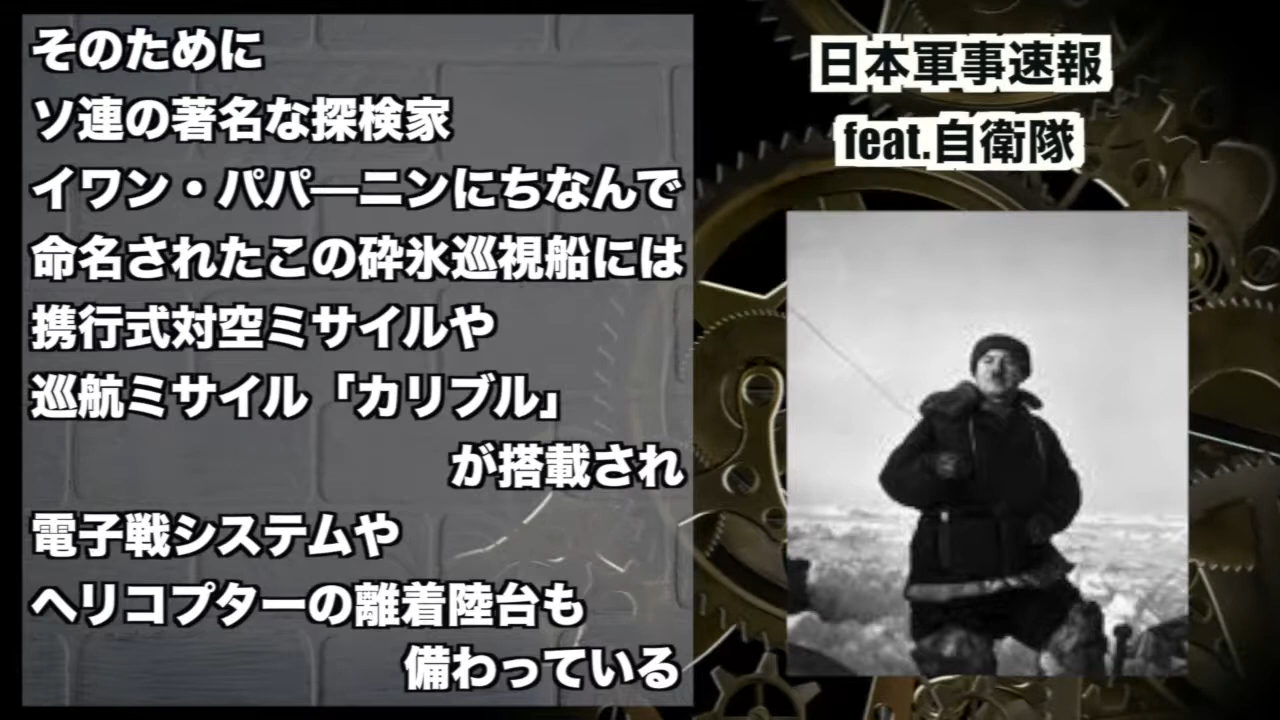 そのために
ソ連の著名な探検家
イワン・パパ―ニンにちなんで
命名されたこの砕氷巡視船には
携行式対空ミサイルや
巡航ミサイル「カリブル」
が搭載され
電子戦システムや
ヘリコプターの離着陸台も
備わっている
日本軍事速報
feat.自衛隊